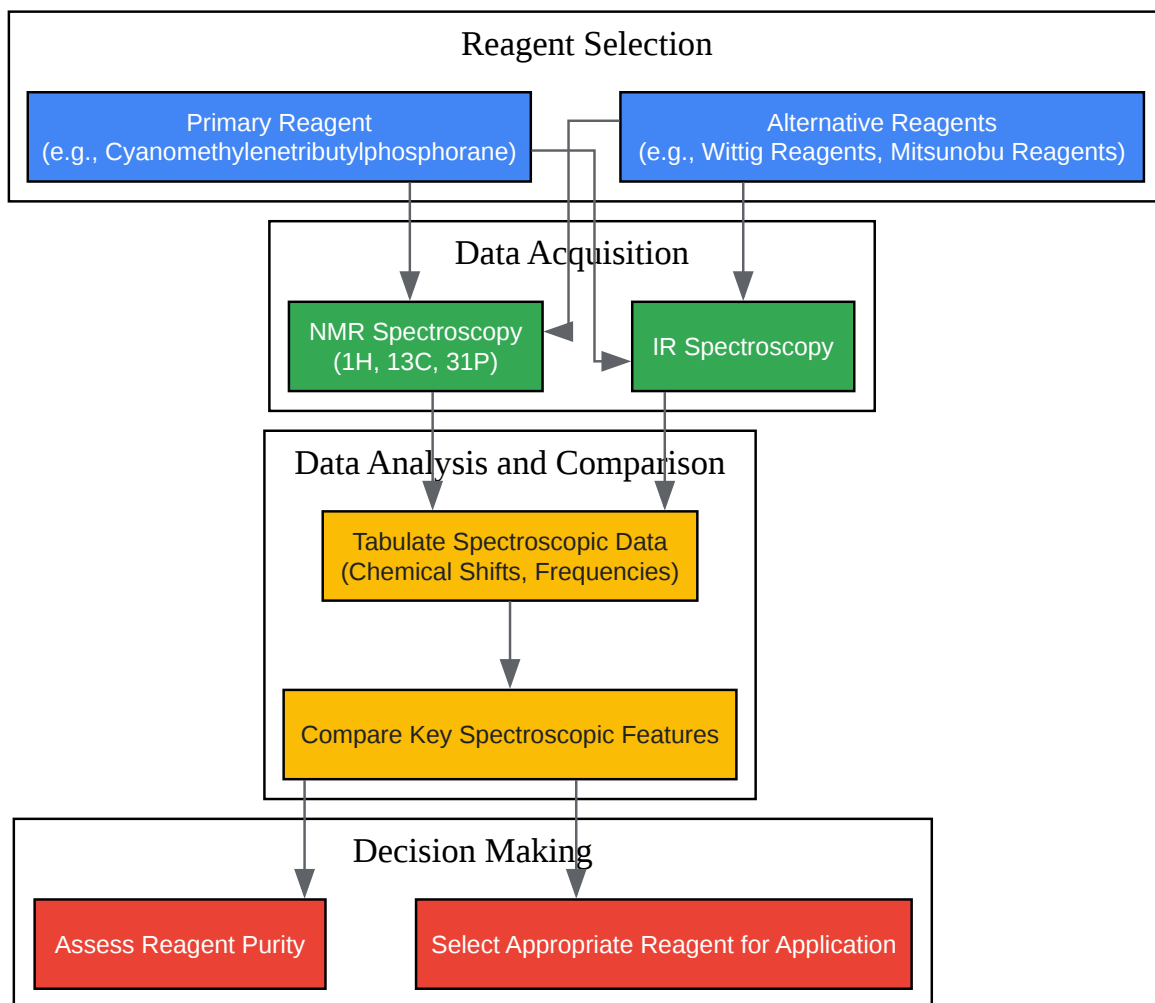 Reagent Selection
Primary Reagent
(e.g., Cyanomethylenetributylphosphorane)
Alternative Reagents
(e.g., Wittig Reagents, Mitsunobu Reagents)
Data Acquisition
NMR Spectroscopy
(1H, 13C, 31P)
IR Spectroscopy
Data Analysis and Comparison
Tabulate Spectroscopic Data
(Chemical Shifts, Frequencies)
Compare Key Spectroscopic Features
Decision Making
Assess Reagent Purity
Select Appropriate Reagent for Application